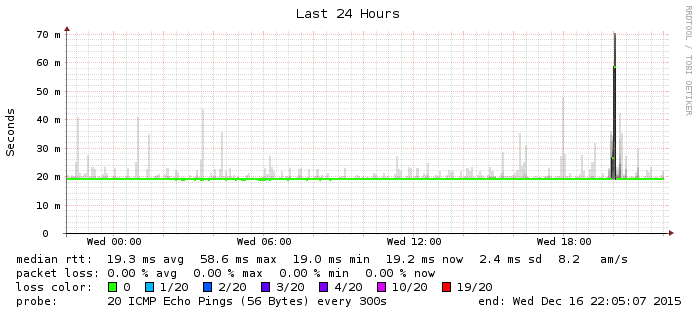 Last 24 Hours
RRDTOOL / TOBI OETIKER
Seconds
70 m
60 m
50 m
40 m
30 m
20 m
10 m
0
Wed 00:00 Wed 06:00 Wed 12:00 Wed 18:00
median rtt: 19.3 ms avg 58.6 ms max 19.0 ms min 19.2 ms now 2.4 ms sd 8.2 am/s
packet loss: 0.00 % avg 0.00 % max 0.00 % min 0.00 % now
loss color: 0 1/20 2/20 3/20 4/20 10/20 19/20
probe: 20 ICMP Echo Pings (56 Bytes) every 300s end: Wed Dec 16 22:05:07 2015